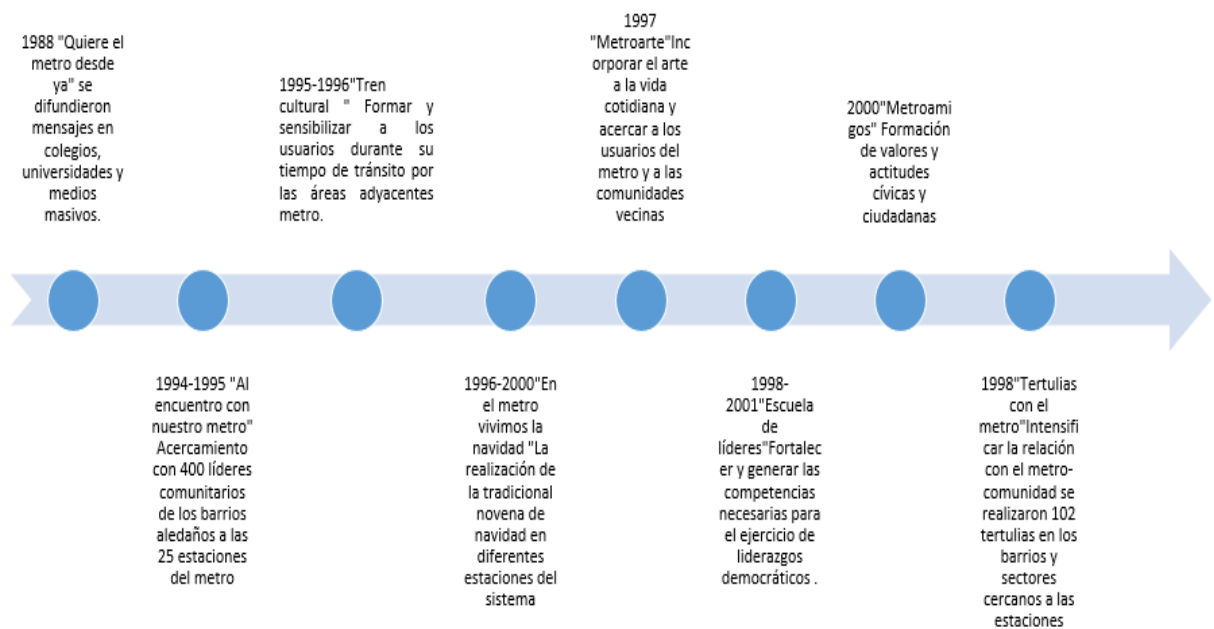 1988 "Quiere el
metro desde
ya" se
difundieron
mensajes en
colegios,
universidades y
medios
masivos.
1994-1995 "Al
encuentro con
nuestro metro"
Acercamiento
con 400 líderes
comunitarios
de los barrios
aledaños a las
25 estaciones
del metro
1995-1996"Tren
cultural " Formar y
sensibilizar a los
usuarios durante su
tiempo de tránsito por
las áreas adyacentes
metro.
1996-2000"En
el metro
vivimos la
navidad "La
realización de
la tradicional
novena de
navidad en
diferentes
estaciones del
sistema
1997
"Metroarte"Inc
orporar el arte
a la vida
cotidiana y
acercar a los
usuarios del
metro y a las
comunidades
vecinas
1998-
2001"Escuela
de
líderes"Fortalec
er y generar las
competencias
necesarias para
el ejercicio de
liderazgos
democráticos .
2000"Metroami
gos" Formación
de valores y
actitudes
cívicas y
ciudadanas
1998"Tertulias
con el
metro"Intensifi
car la relación
con el metro-
comunidad se
realizaron 102
tertulias en los
barrios y
sectores
cercanos a las
estaciones